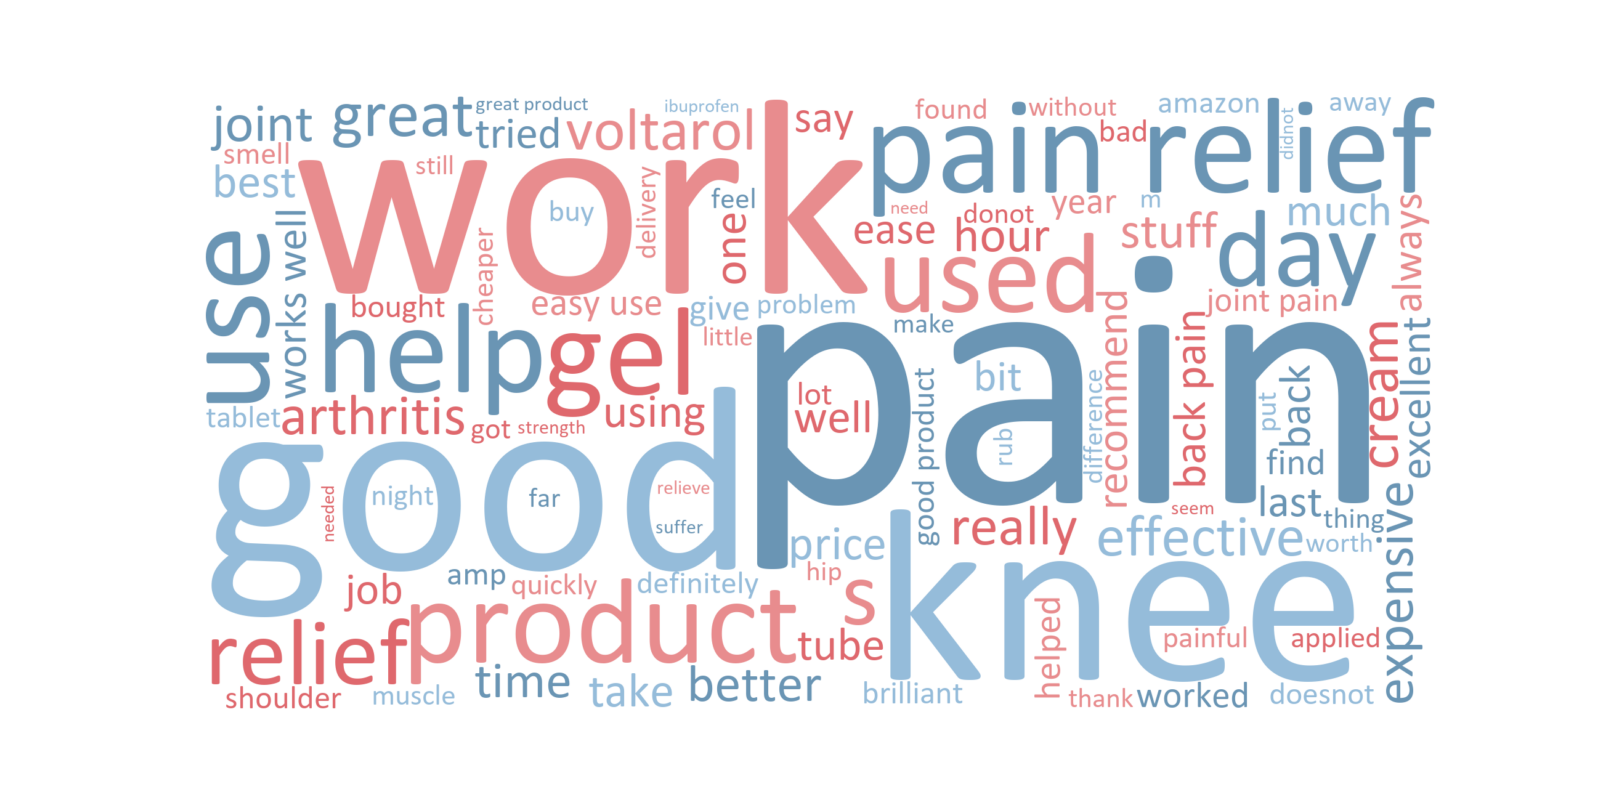 joint
great
great product
ibuprofen
tried
voltarol
say
found
without
amazon
away
smell
best
still
work
pain relief
bad
didnot
use
works well
buy
delivery
feel
one
need
donot
year
m
much
ease
hour
stuff
day
always
cheaper
bought
easy use
give
problem
used
joint pain
help
gel
little
make
pain
recommend
back pain
cream
excellent
tablet
arthritis
got
strength
using
lot
well
good product
bit
rub
difference
put
back
find
good
needed
night
far
relieve
suffer
price
really
seem
last
thing
effective
worth
expensive
job
amp
quickly
definitely
hip
s
knee
relief
product
tube
helped
painful
applied
shoulder
muscle
time
take
better
brilliant
thank
worked
doesnot